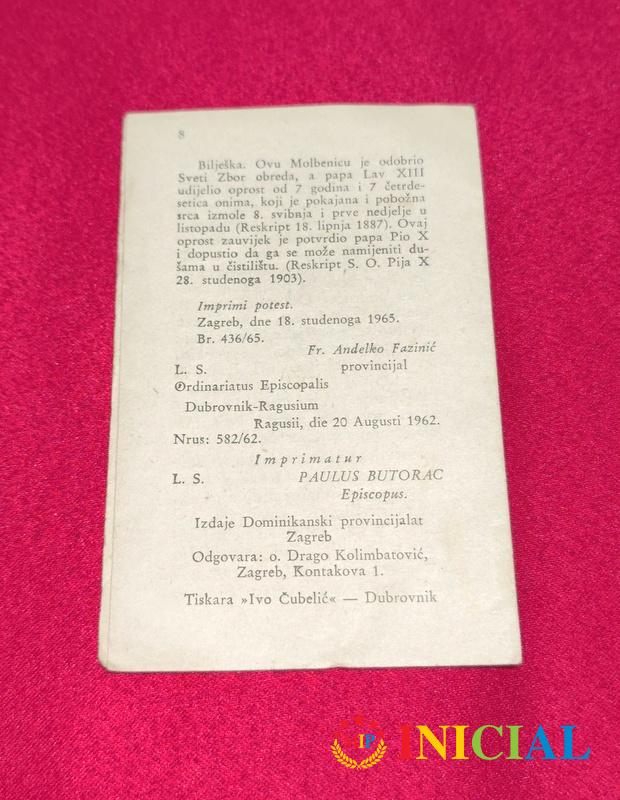 8
Bilješka. Ovu Molbenicu je odobrio
Sveti Zbor obreda, a papa Lav XIII
udijelio oprost od 7 godina i 7 četrde-
setica onima, koji je pokajana i pobožna
srca izmole 8. svibnja i prve nedjelje u
listopadu (Reskript 18. lipnja 1887). Ovaj
oprost zauvijek je potvrdio papa Pio X
i dopustio da ga se može namijeniti du-
šama u čistilištu. (Reskript S. O. Pija X
28. studenoga 1903).
Imprimi potest.
Zagreb, dne 18. studenoga 1965.
Br. 436/65.
Fr. Anđelko Fazinić
L. S. provincijal
Ordinariatus Episcopalis
Dubrovnik-Ragusium
Ragusii, die 20 Augusti 1962.
Nrus: 582/62.
Imprimatur
L. S. PAULUS BUTORAC
Episcopus.
Izdaje Dominikanski provincijalat
Zagreb
Odgovara: o. Drago Kolimbatović,
Zagreb, Kontakova 1.
Tiskara »Ivo Čubelić« — Dubrovnik
IP INICIAL